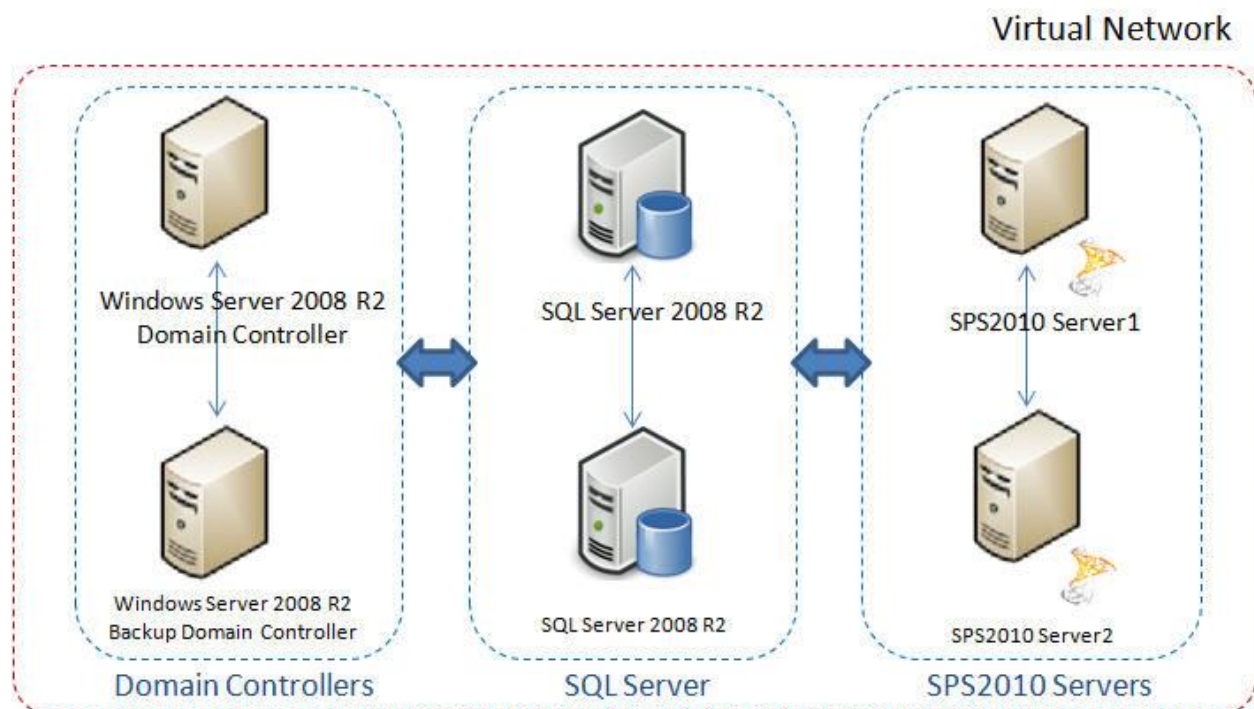 Virtual Network
Windows Server 2008 R2
Domain Controller
Windows Server 2008 R2
Backup Domain Controller
Domain Controllers
SQL Server 2008 R2
SQL Server 2008 R2
SQL Server
SPS2010 Server1
SPS2010 Server2
SPS2010 Servers